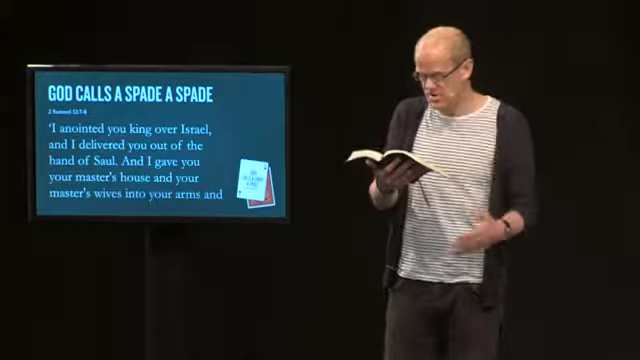 GOD CALLS A SPADE A SPADE
2 Samuel 12:7-8
'I anointed you king over Israel,
and I delivered you out of the
hand of Saul. And I gave you
your master's house and your
master's wives into your arms and